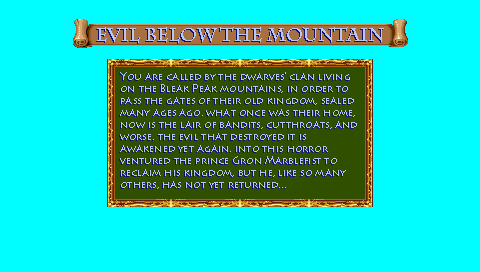 EVIL BELOW THE MOUNTAIN
YOU ARE CALLED BY THE DWARVES' CLAN LIVING
ON THE BLEAK PEAK MOUNTAINS, IN ORDER TO
PASS THE GATES OF THEIR OLD KINGDOM, SEALED
MANY AGES AGO. WHAT ONCE WAS THEIR HOME,
NOW IS THE LAIR OF BANDITS, CUTTHROATS, AND
WORSE. THE EVIL THAT DESTROYED IT IS
AWAKENED YET AGAIN. INTO THIS HORROR
VENTURED THE PRINCE GRON MARBLEFIST TO
RECLAIM HIS KINGDOM, BUT HE, LIKE SO MANY
OTHERS, HAS NOT YET RETURNED...